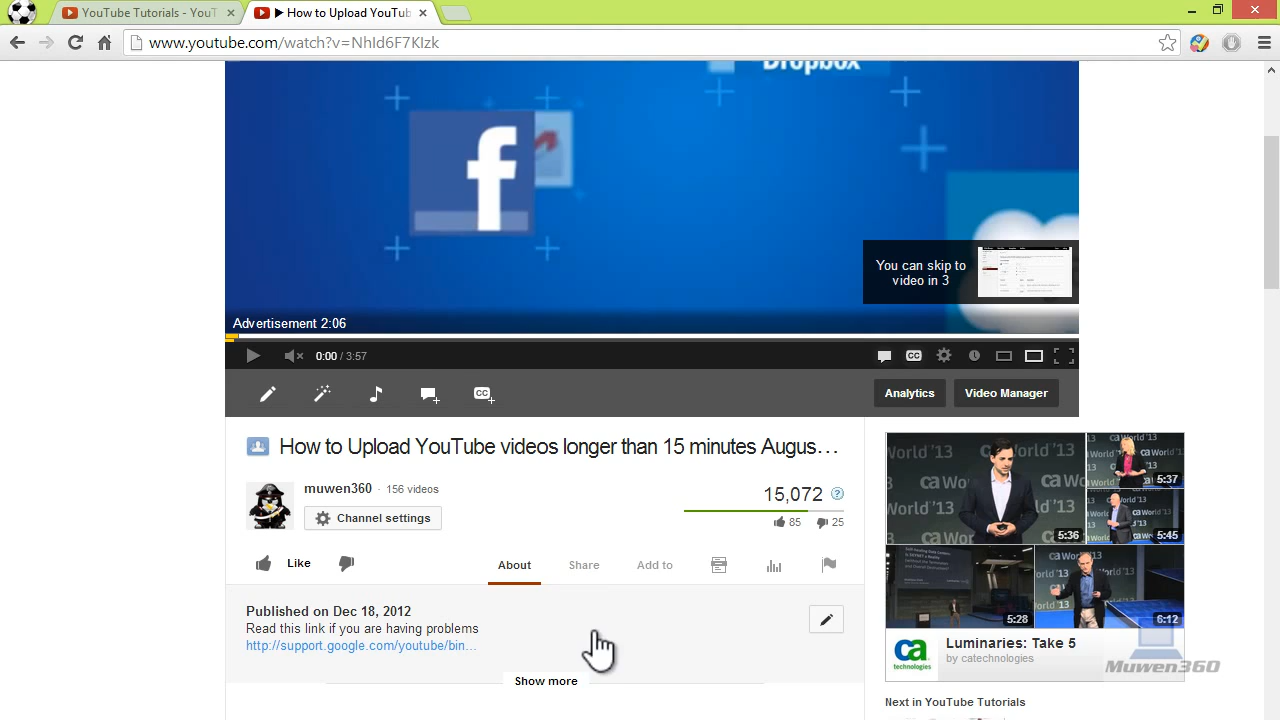 YouTube Tutorials - YouT
▶ How to Upload YouTub
www.youtube.com/watch?v=NhId6F7KIzk
Dropbox
f
You can skip to
video in 3
Advertisement 2:06
0:00 / 3:57
CC
CC
Analytics
Video Manager
How to Upload YouTube videos longer than 15 minutes Augus...
muwen360 · 156 videos
Channel settings
15,072
85
25
Like
About
Share
Add to
Published on Dec 18, 2012
Read this link if you are having problems
http://support.google.com/youtube/bin...
Show more
5:36
5:37
5:45
5:28
6:12
ca
technologies
Luminaries: Take 5
by catechnologies
Muwen360
Next in YouTube Tutorials